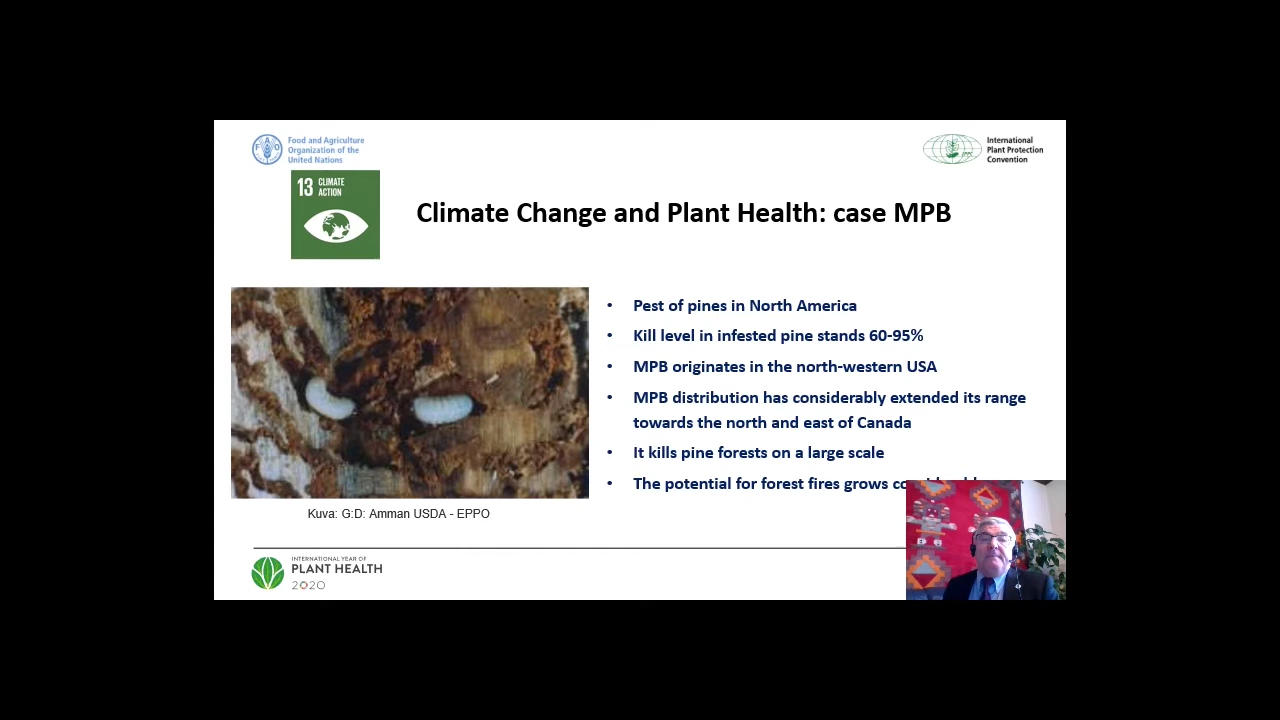 Food and Agriculture
Organization of the
United Nations
International
Plant Protection
Convention
IPPC
13 CLIMATE
ACTION
Climate Change and Plant Health: case MPB
• Pest of pines in North America
• Kill level in infested pine stands 60-95%
• MPB originates in the north-western USA
• MPB distribution has considerably extended its range
towards the north and east of Canada
• It kills pine forests on a large scale
• The potential for forest fires grows
Kuva: G:D: Amman USDA - EPPO
INTERNATIONAL YEAR OF
PLANT HEALTH
2020